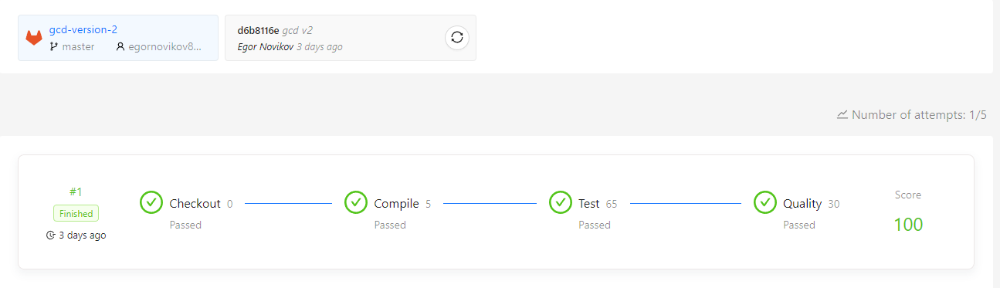 gcd-version-2
master egornovikov8...
d6b8116e gcd v2
Egor Novikov 3 days ago
Number of attempts: 1/5
#1
Finished
3 days ago
Checkout 0
Passed
Compile 5
Passed
Test 65
Passed
Quality 30
Passed
Score
100